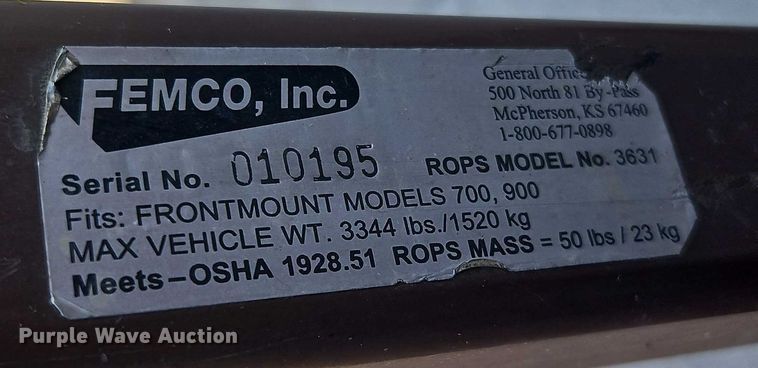 FEMCO, Inc.
General Office
500 North 81 By-Pass
McPherson, KS 67460
1-800-677-0898
Serial No. 010195 ROPS MODEL No. 3631
Fits: FRONTMOUNT MODELS 700, 900
MAX VEHICLE WT. 3344 lbs./1520 kg
Meets-OSHA 1928.51 ROPS MASS = 50 lbs / 23 kg
Purple Wave Auction